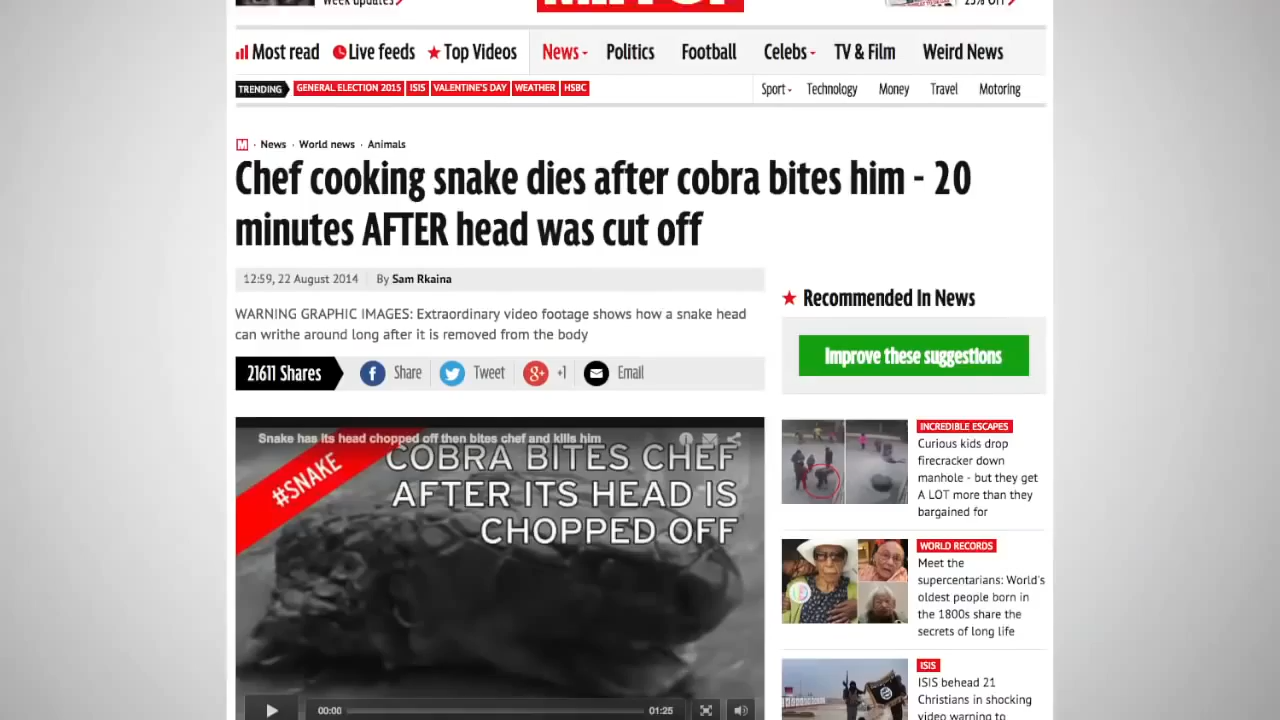 Week updates
25% OFF
Most read Live feeds Top Videos News Politics Football Celebs TV & Film Weird News
TRENDING GENERAL ELECTION 2015 ISIS VALENTINE'S DAY WEATHER HSBC Sport Technology Money Travel Motoring
M · News · World news · Animals
Chef cooking snake dies after cobra bites him - 20
minutes AFTER head was cut off
12:59, 22 August 2014 By Sam Rkaina
WARNING GRAPHIC IMAGES: Extraordinary video footage shows how a snake head
can writhe around long after it is removed from the body
21611 Shares Share Tweet +1 Email
Snake has its head chopped off then bites chef and kills him
#SNAKE
COBRA BITES CHEF
AFTER ITS HEAD IS
CHOPPED OFF
00:00 01:25
Recommended In News
Improve these suggestions
INCREDIBLE ESCAPES
Curious kids drop
firecracker down
manhole - but they get
A LOT more than they
bargained for
WORLD RECORDS
Meet the
supercentarians: World's
oldest people born in
the 1800s share the
secrets of long life
ISIS
ISIS behead 21
Christians in shocking
video warning to